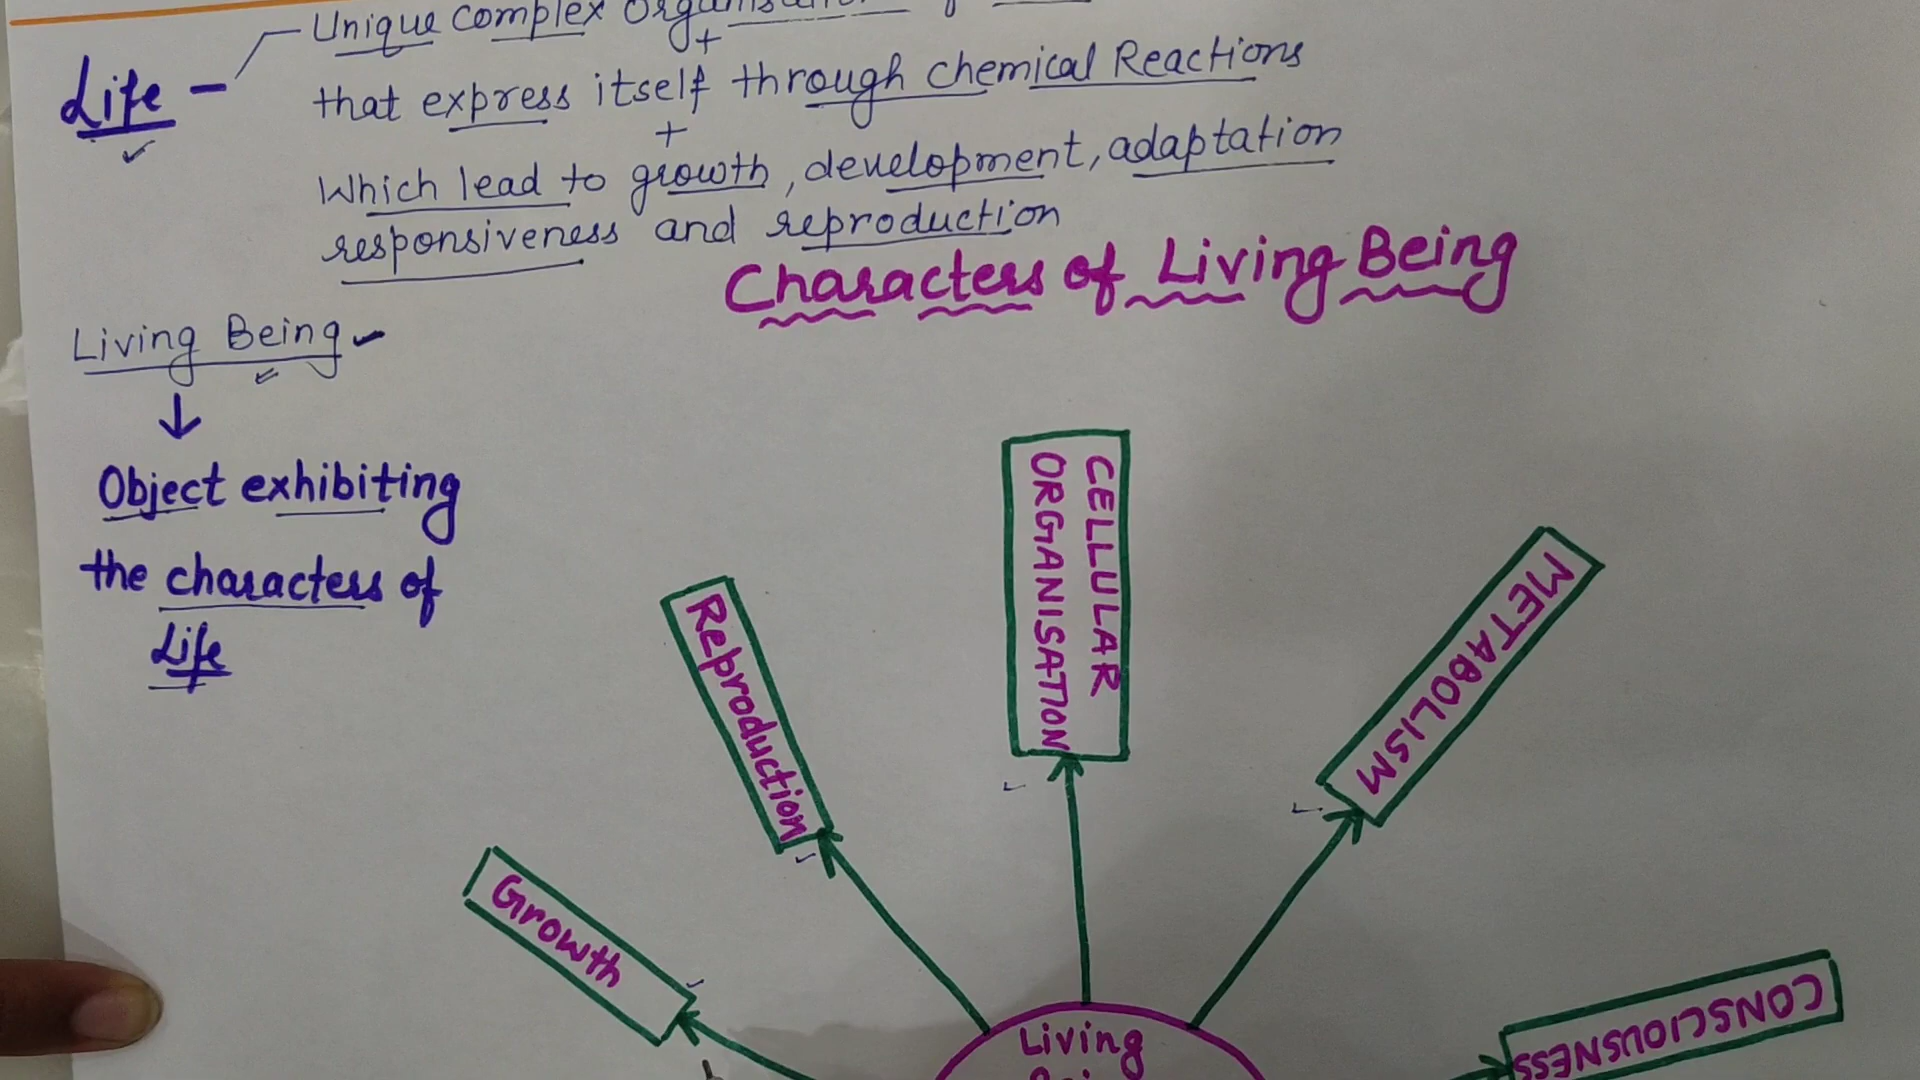 Unique complex Organisation
Life -
+
that express itself through chemical Reactions
+
Which lead to growth, development, adaptation
responsiveness and reproduction
Characters of Living Being
Living Being -
Object exhibiting
the characters of
Life
CELLULAR
ORGANISATION
METABOLISM
Reproduction
Growth
CONSCIOUSNESS
Living